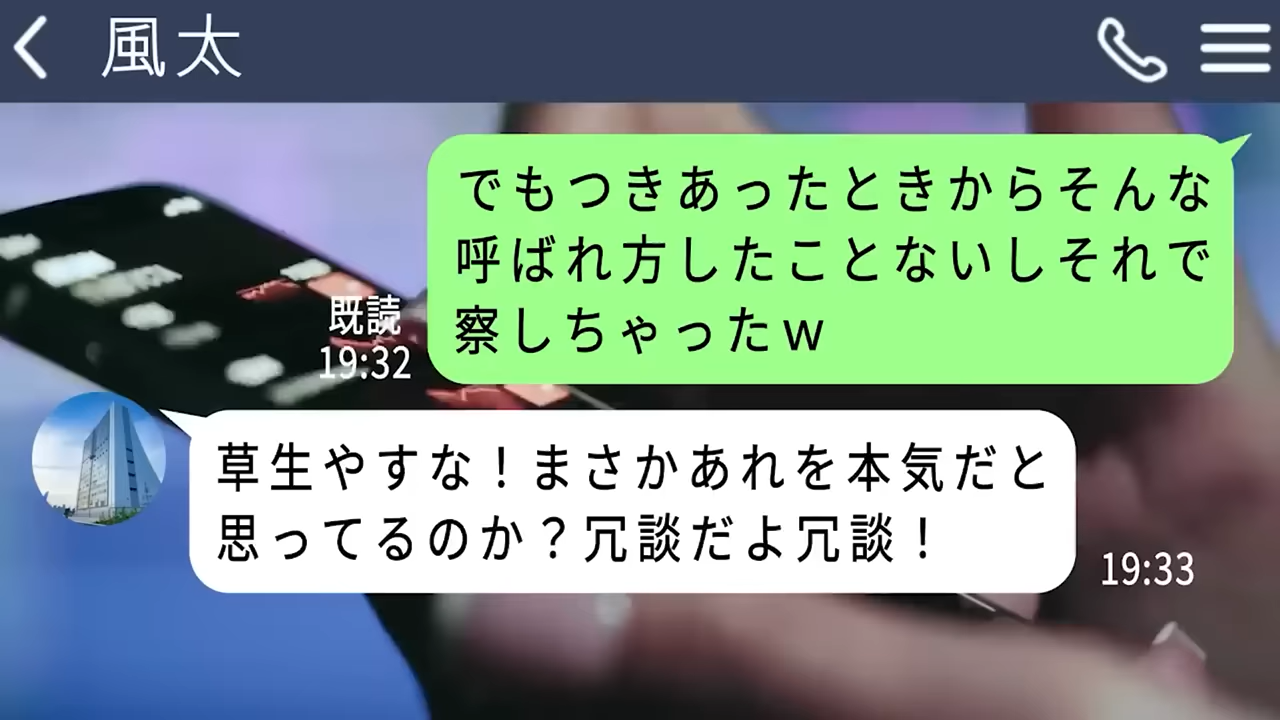 風太
でもつきあったときからそんな
呼ばれ方したことないしそれで
察しちゃったｗ
既読
19:32
草生やすな！まさかあれを本気だと
思ってるのか？冗談だよ冗談！
19:33